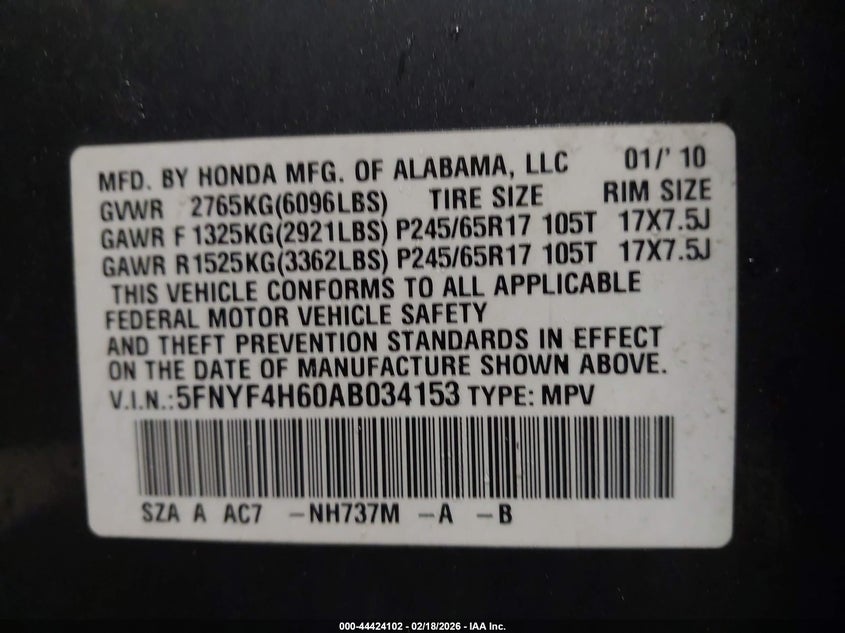 MFD. BY HONDA MFG. OF ALABAMA, LLC 01/' 10
GVWR 2765KG(6096LBS) TIRE SIZE RIM SIZE
GAWR F 1325KG(2921LBS) P245/65R17 105T 17X7.5J
GAWR R 1525KG(3362LBS) P245/65R17 105T 17X7.5J
THIS VEHICLE CONFORMS TO ALL APPLICABLE
FEDERAL MOTOR VEHICLE SAFETY
AND THEFT PREVENTION STANDARDS IN EFFECT
ON THE DATE OF MANUFACTURE SHOWN ABOVE.
V.I.N.:5FNYF4H60AB034153 TYPE: MPV
SZA A AC7 -NH737M -A -B
000-44424102 - 02/18/2026 - IAA Inc.